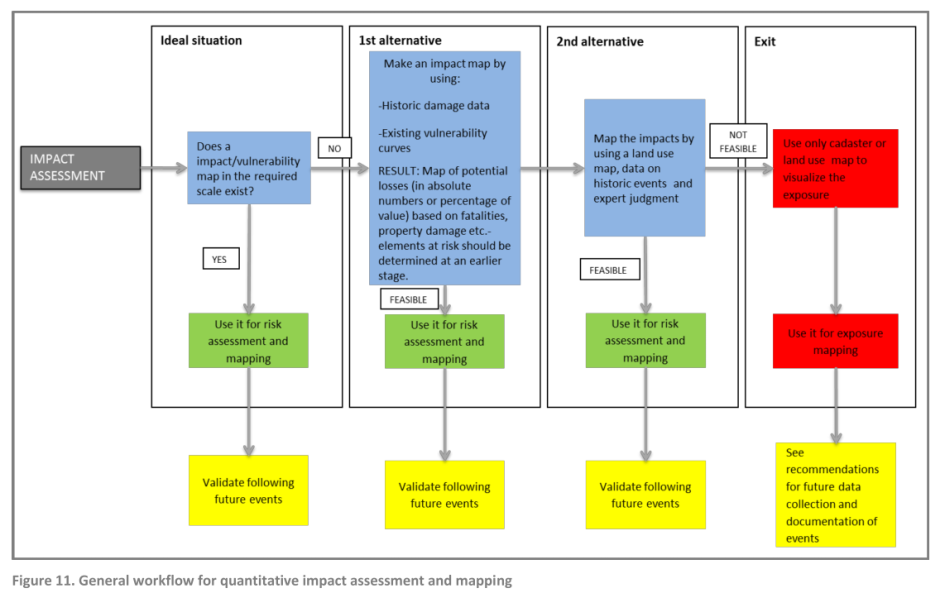 Ideal situation
1st alternative
2nd alternative
Exit
IMPACT
ASSESSMENT
Does a
impact/vulnerability
map in the required
scale exist?
NO
YES
Make an impact map by
using:
-Historic damage data
-Existing vulnerability
curves
RESULT: Map of potential
losses (in absolute
numbers or percentage of
value) based on fatalities,
property damage etc.-
elements at risk should be
determined at an earlier
stage.
FEASIBLE
Map the impacts by
using a land use
map, data on
historic events and
expert judgment
NOT
FEASIBLE
FEASIBLE
Use only cadaster or
land use map to
visualize the
exposure
Use it for risk
assessment and
mapping
Use it for risk
assessment and
mapping
Use it for risk
assessment and
mapping
Use it for exposure
mapping
Validate following
future events
Validate following
future events
Validate following
future events
See
recommendations
for future data
collection and
documentation of
events
Figure 11. General workflow for quantitative impact assessment and mapping